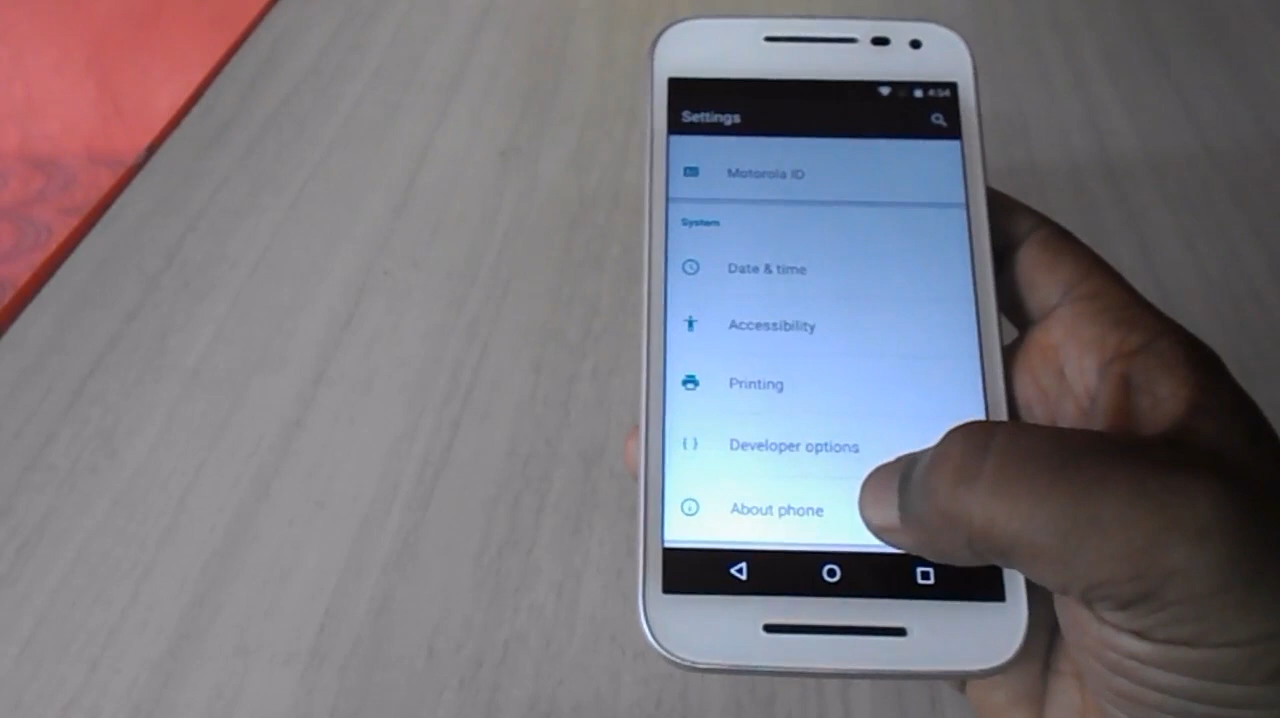 4:54
Settings
Motorola ID
System
Date & time
Accessibility
Printing
Developer options
About phone